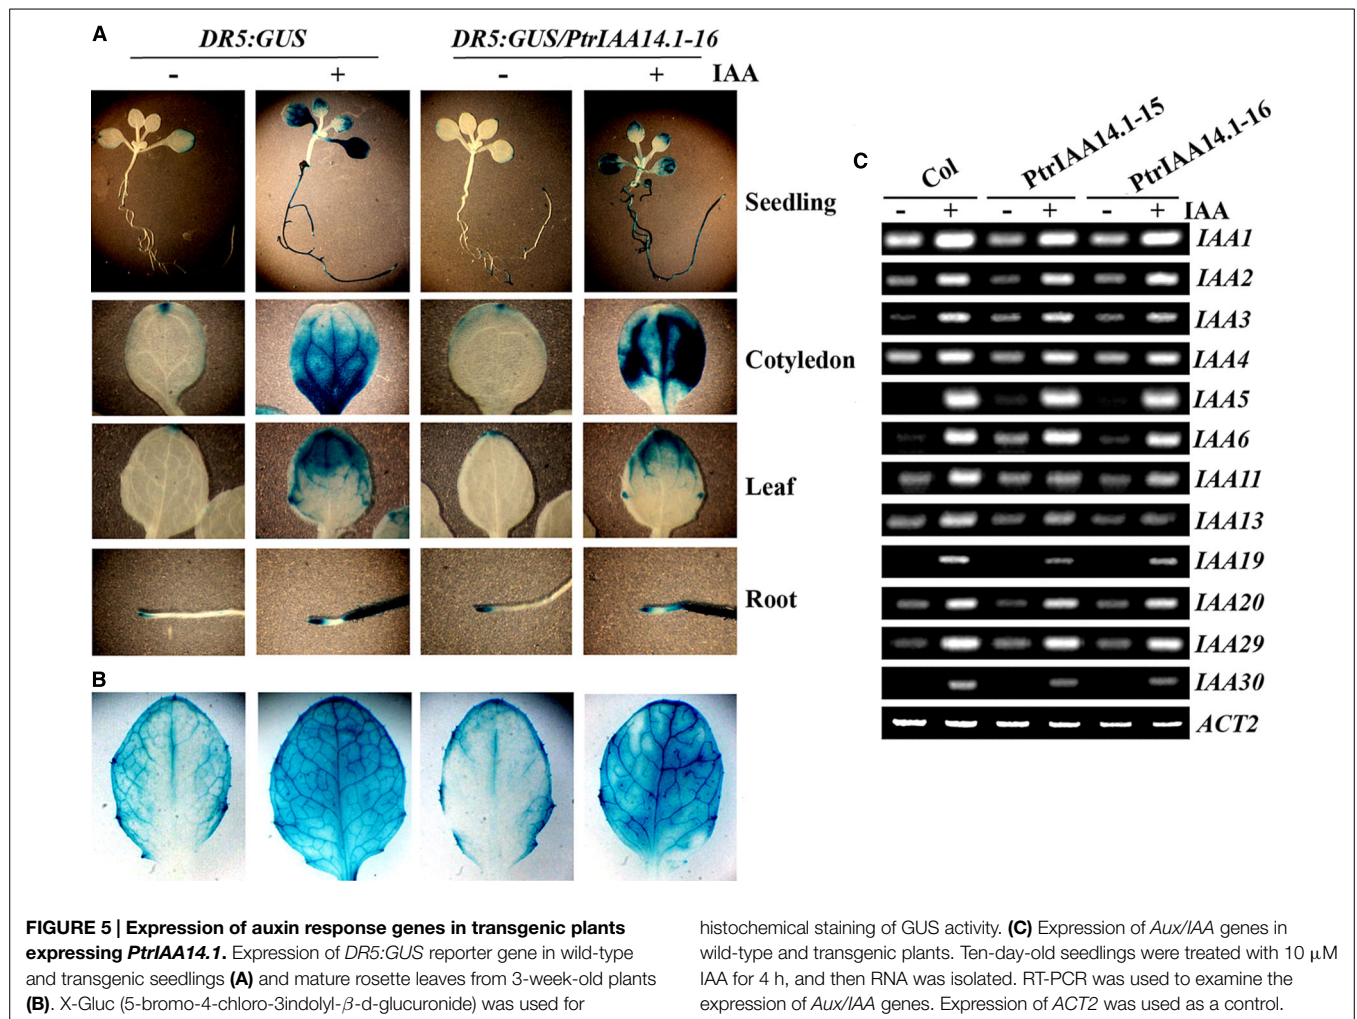 A
DR5:GUS
DR5:GUS/PtrIAA14.1-16
- + - + IAA
Seedling
Cotyledon
Leaf
Root
B
C
Col
PtrIAA14.1-15
PtrIAA14.1-16
- + - + - + IAA
IAA1
IAA2
IAA3
IAA4
IAA5
IAA6
IAA11
IAA13
IAA19
IAA20
IAA29
IAA30
ACT2
FIGURE 5 | Expression of auxin response genes in transgenic plants
expressing PtrIAA14.1. Expression of DR5:GUS reporter gene in wild-type
and transgenic seedlings (A) and mature rosette leaves from 3-week-old plants
(B). X-Gluc (5-bromo-4-chloro-3indolyl-β-d-glucuronide) was used for
histochemical staining of GUS activity. (C) Expression of Aux/IAA genes in
wild-type and transgenic plants. Ten-day-old seedlings were treated with 10 μM
IAA for 4 h, and then RNA was isolated. RT-PCR was used to examine the
expression of Aux/IAA genes. Expression of ACT2 was used as a control.